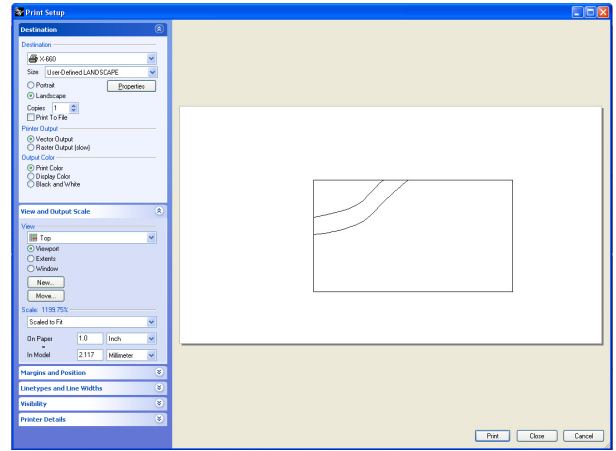 Print Setup
Destination
Destination
X-660
Size User-Defined LANDSCAPE
Portrait Properties
Landscape
Copies 1
Print To File
Printer Output
Vector Output
Raster Output (slow)
Output Color
Print Color
Display Color
Black and White
View and Output Scale
View
Top
Viewport
Extents
Window
New...
Move...
Scale: 1199.75%
Scaled to Fit
On Paper 1.0 Inch
=
In Model 2.117 Millimeter
Margins and Position
Linetypes and Line Widths
Visibility
Printer Details
Print Close Cancel